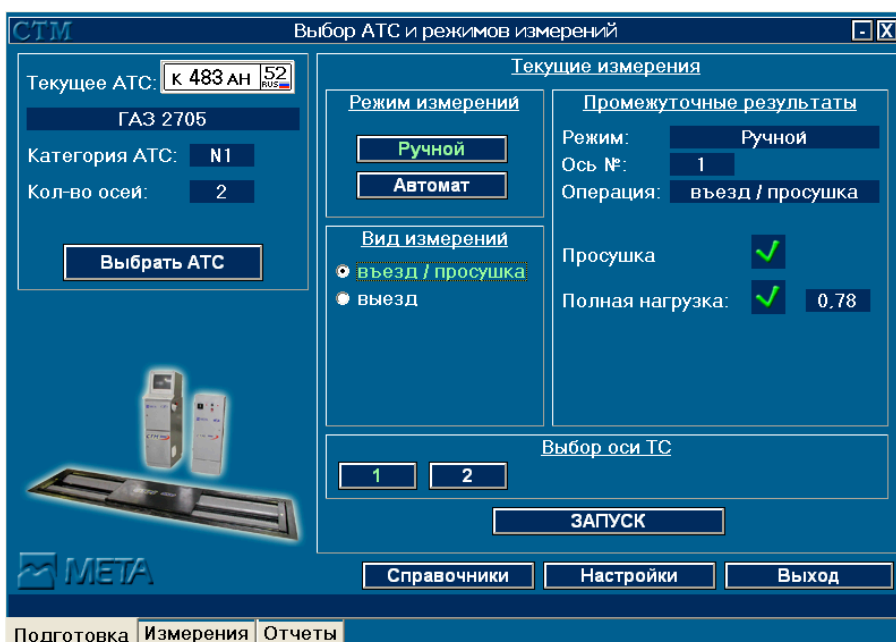 СТМ
Выбор АТС и режимов измерений
Текущее АТС: К 483 АН 52 RUS
ГАЗ 2705
Категория АТС: N1
Кол-во осей: 2
Выбрать АТС
МЕТА
Текущие измерения
Режим измерений
Ручной
Автомат
Вид измерений
въезд / просушка
выезд
Промежуточные результаты
Режим: Ручной
Ось №: 1
Операция: въезд / просушка
Просушка
Полная нагрузка: 0,78
Выбор оси ТС
1 2
ЗАПУСК
Справочники Настройки Выход
Подготовка Измерения Отчеты